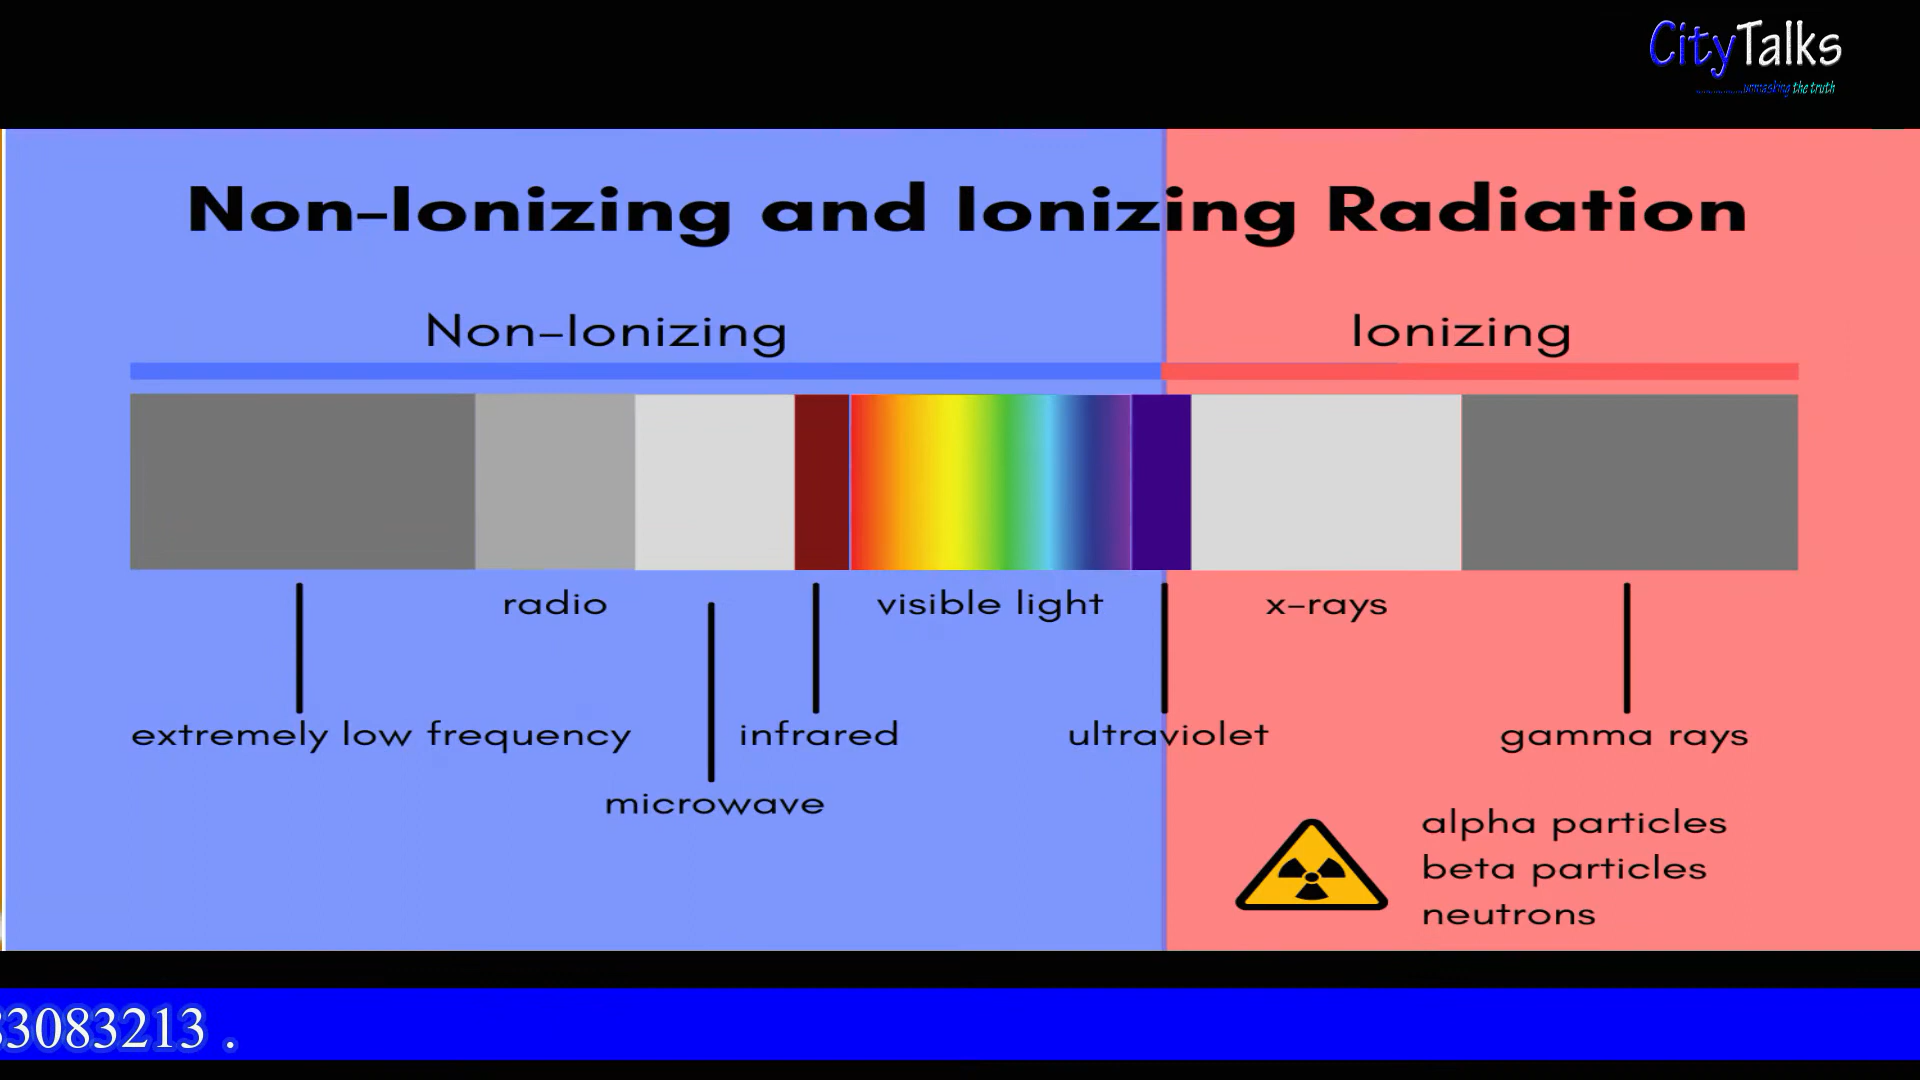 CityTalks
..................unmasking the truth
Non-Ionizing and Ionizing Radiation
Non-Ionizing
Ionizing
radio
visible light
x-rays
extremely low frequency
infrared
ultraviolet
gamma rays
microwave
alpha particles
beta particles
neutrons
3083213 .